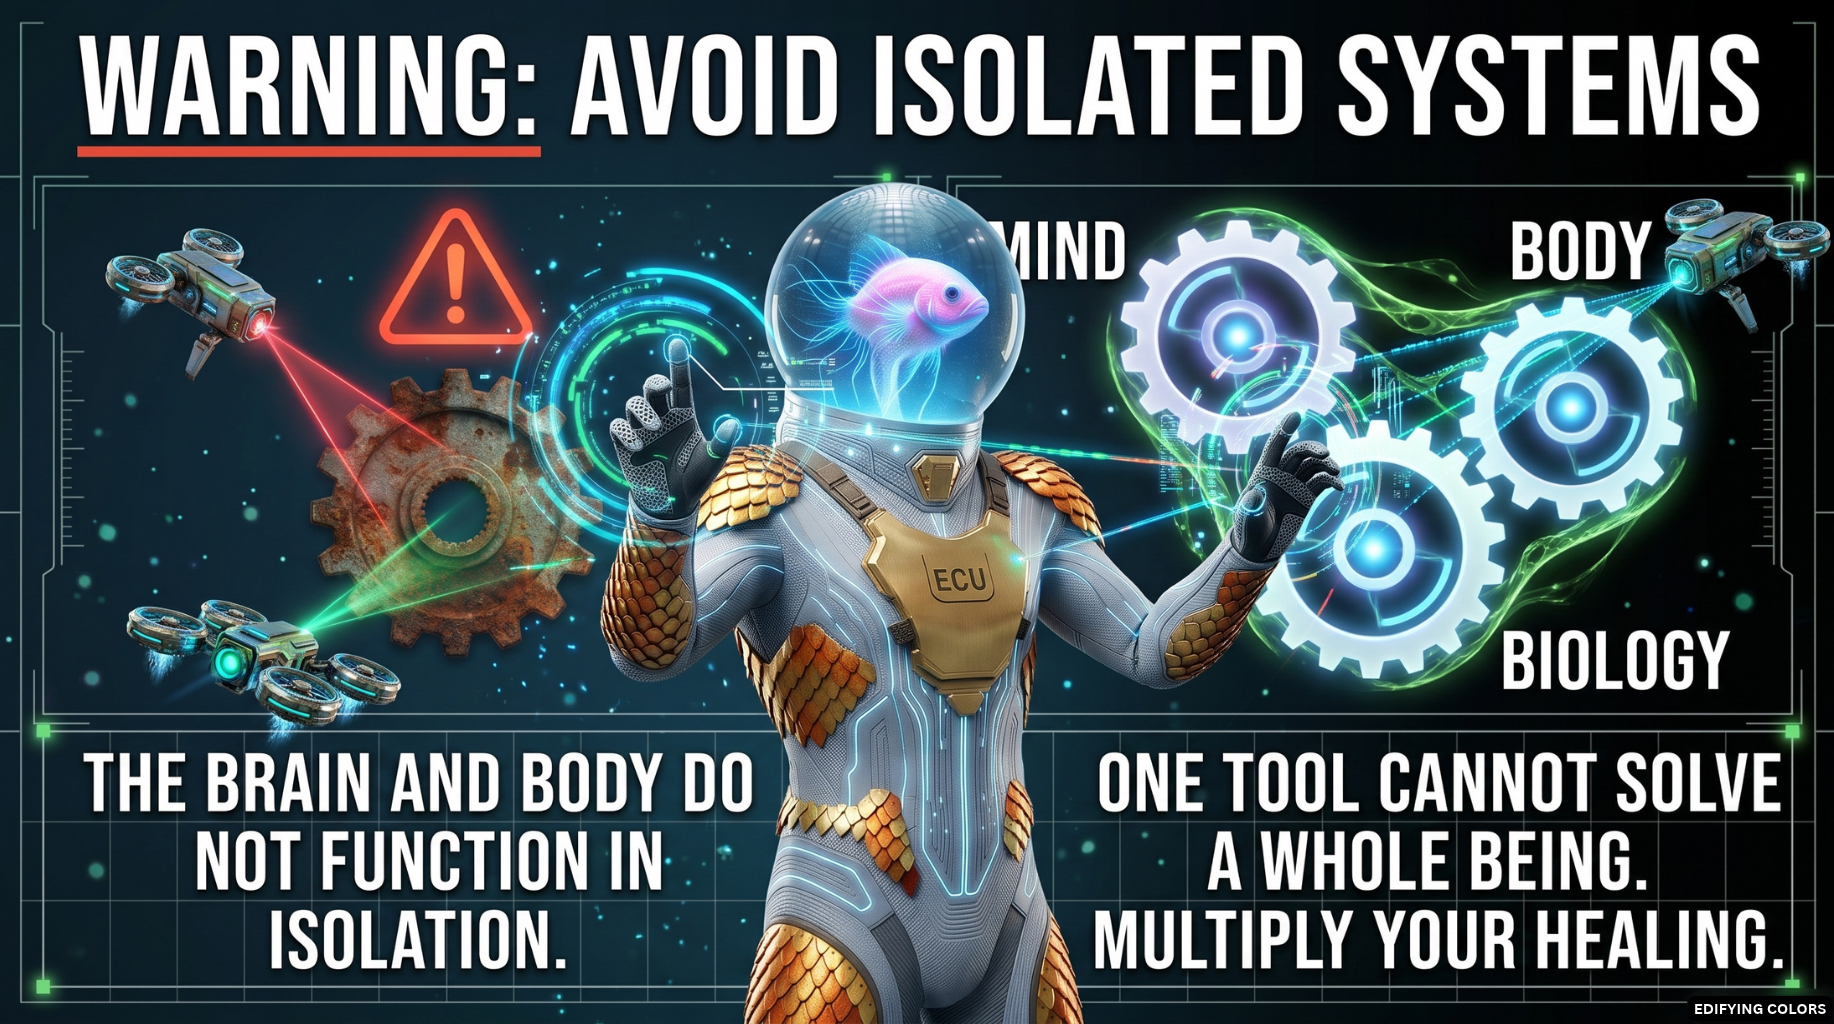 WARNING: AVOID ISOLATED SYSTEMS
MIND
BODY
ECU
BIOLOGY
THE BRAIN AND BODY DO
NOT FUNCTION IN
ISOLATION.
ONE TOOL CANNOT SOLVE
A WHOLE BEING.
MULTIPLY YOUR HEALING.
EDIFYING COLORS